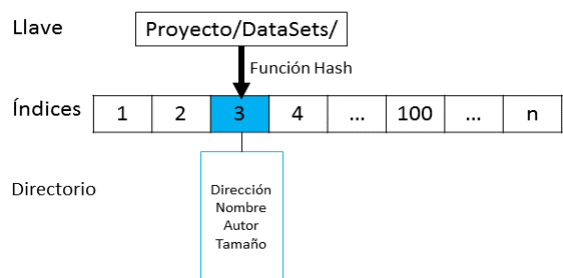 Llave
Proyecto/DataSets/
Función Hash
Índices
1 2 3 4 ... 100 ... n
Directorio
Dirección
Nombre
Autor
Tamaño